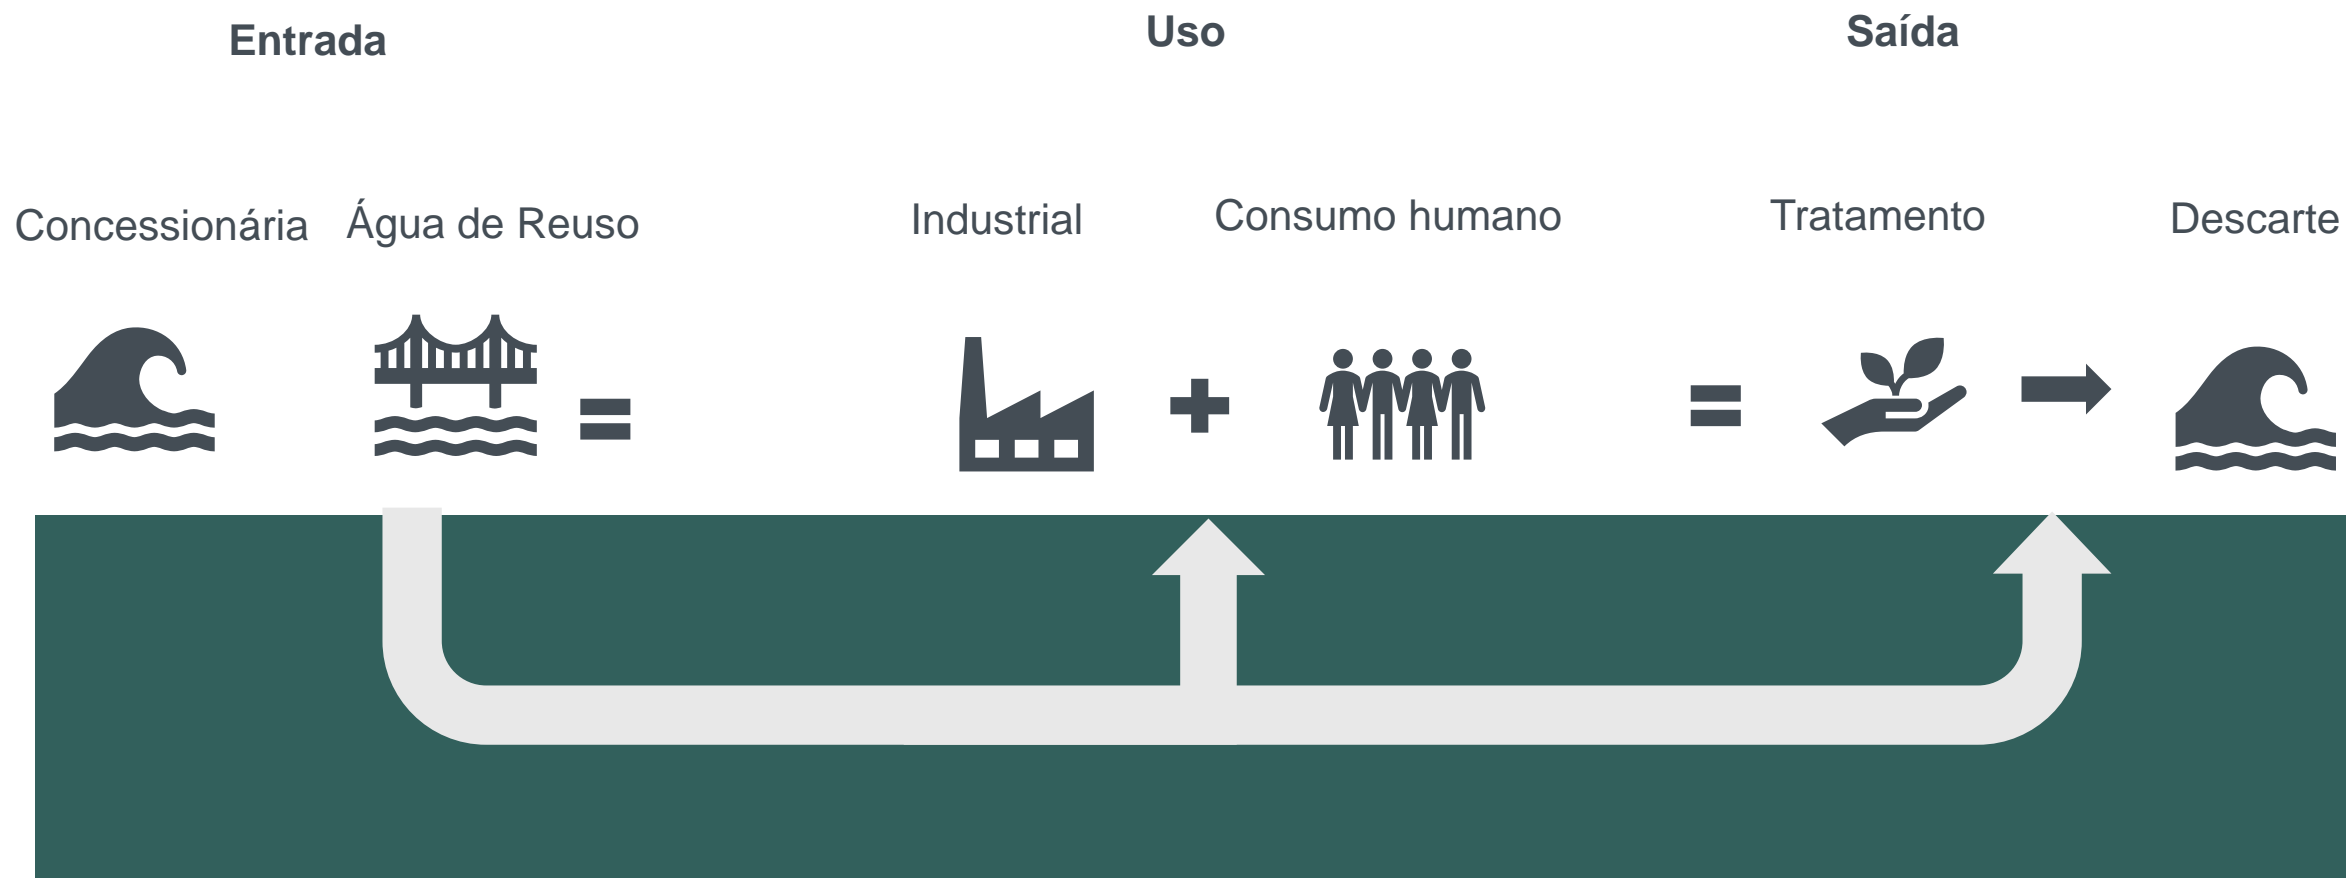 Entrada
Uso
Saída
Concessionária
Água de Reuso
Industrial
Consumo humano
Tratamento
Descarte